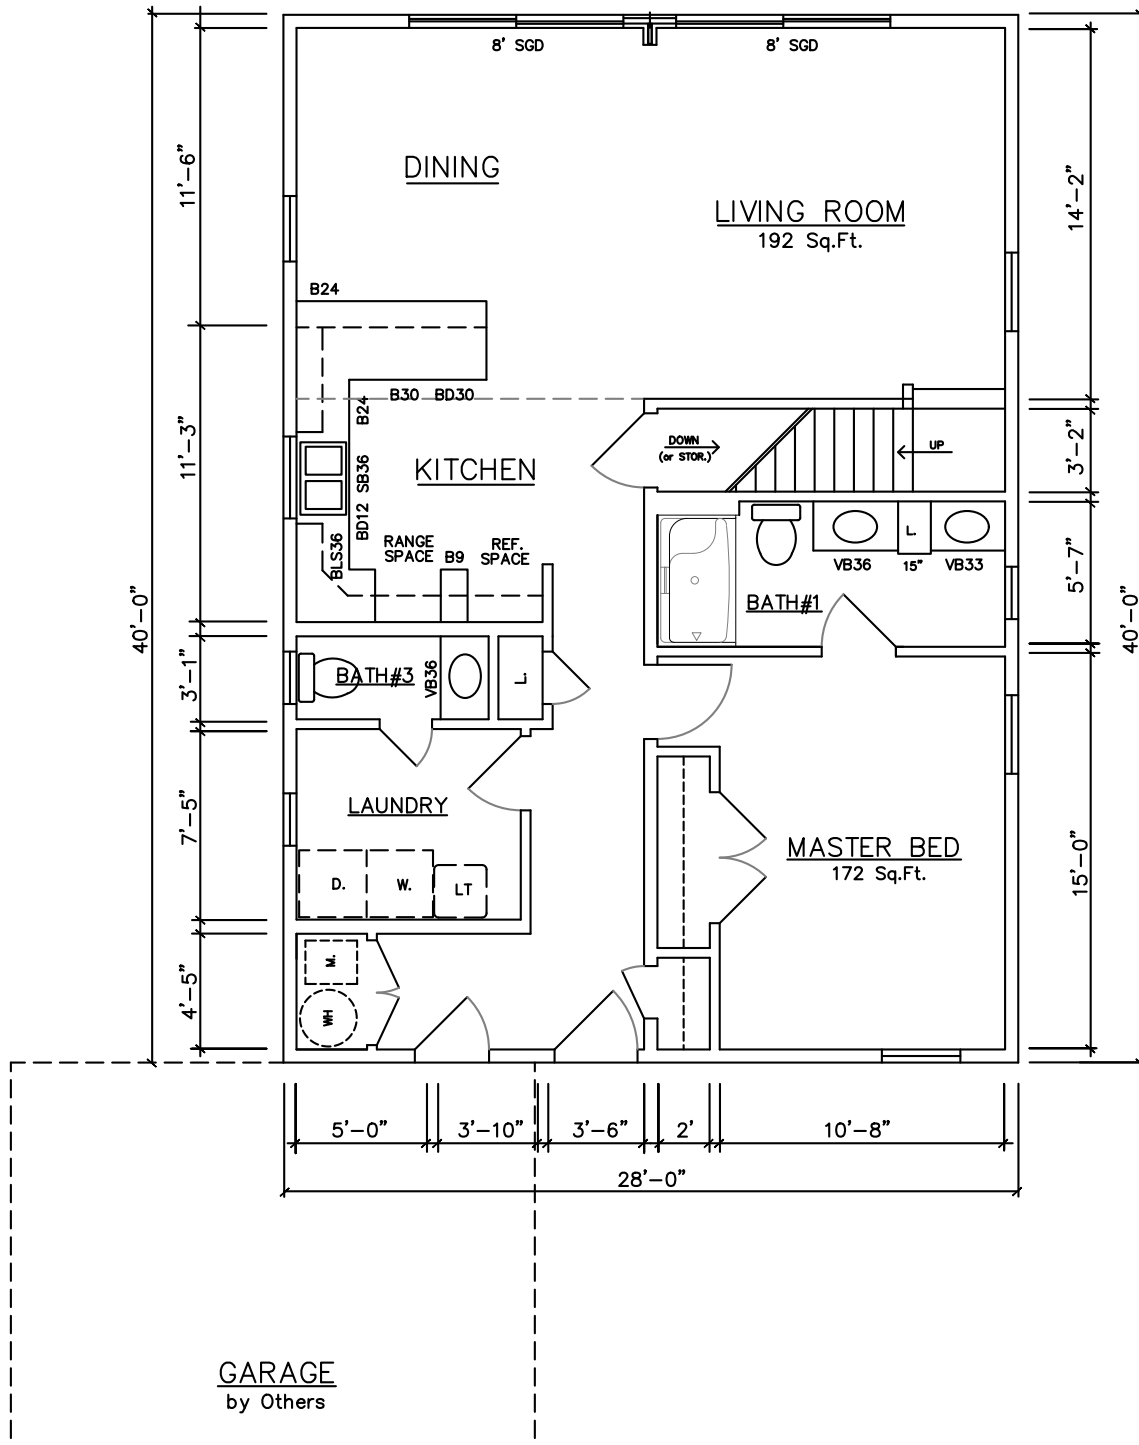 8' SGD
8' SGD
11'-6"
DINING
14'-2"
LIVING ROOM
192 Sq.Ft.
B24
B30
BD30
B24
11'-3"
KITCHEN
DOWN
(or STOR.)
UP
3'-2"
SB36
BD12
BLS36
RANGE
SPACE
B9
REF.
SPACE
L.
VB36
15"
VB33
5'-7"
BATH#1
40'-0"
40'-0"
3'-1"
BATH#3
VB36
L.
7'-5"
LAUNDRY
MASTER BED
172 Sq.Ft.
15'-0"
D.
W.
LT
4'-5"
M.
WH
5'-0"
3'-10"
3'-6"
2'
10'-8"
28'-0"
GARAGE
by Others